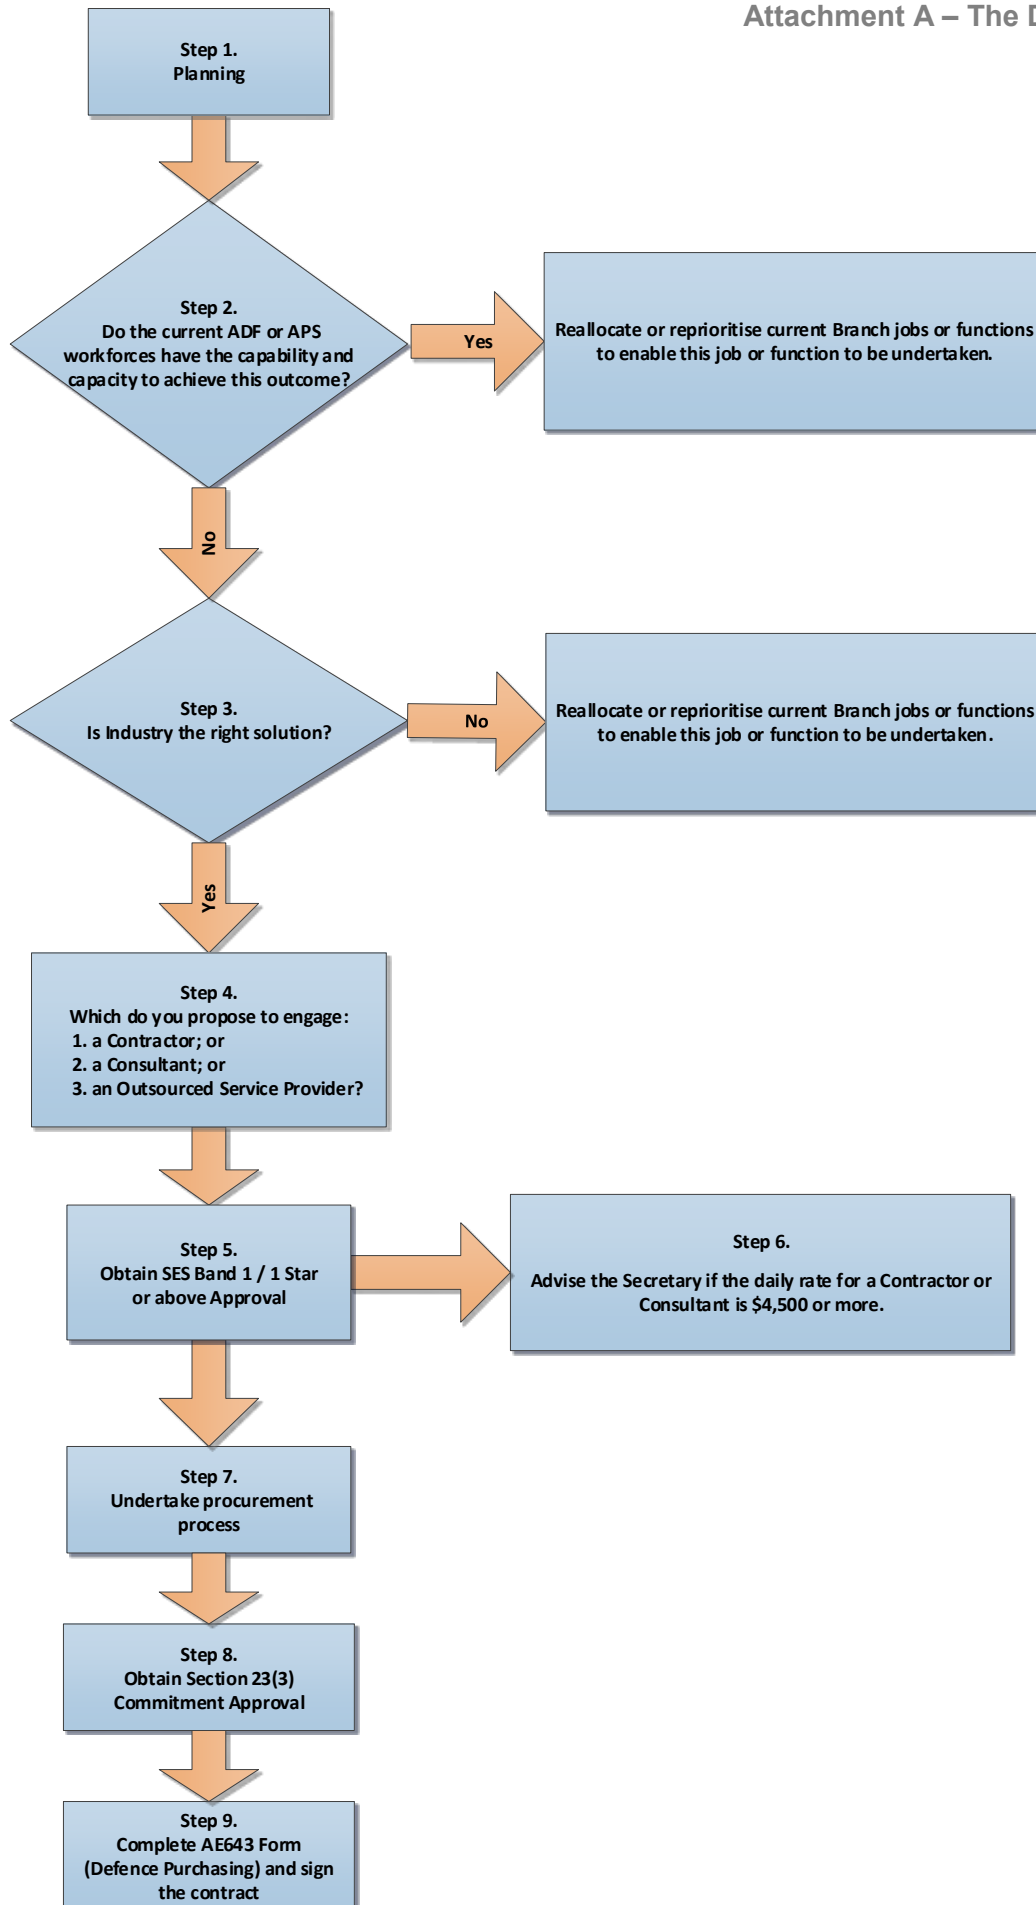 Attachment A – The D
Step 1.
Planning
Step 2.
Do the current ADF or APS
workforces have the capability and
capacity to achieve this outcome?
Yes
Reallocate or reprioritise current Branch jobs or functions
to enable this job or function to be undertaken.
No
Step 3.
Is Industry the right solution?
No
Reallocate or reprioritise current Branch jobs or functions
to enable this job or function to be undertaken.
Yes
Step 4.
Which do you propose to engage:
1. a Contractor; or
2. a Consultant; or
3. an Outsourced Service Provider?
Step 5.
Obtain SES Band 1 / 1 Star
or above Approval
Step 6.
Advise the Secretary if the daily rate for a Contractor or
Consultant is $4,500 or more.
Step 7.
Undertake procurement
process
Step 8.
Obtain Section 23(3)
Commitment Approval
Step 9.
Complete AE643 Form
(Defence Purchasing) and sign
the contract